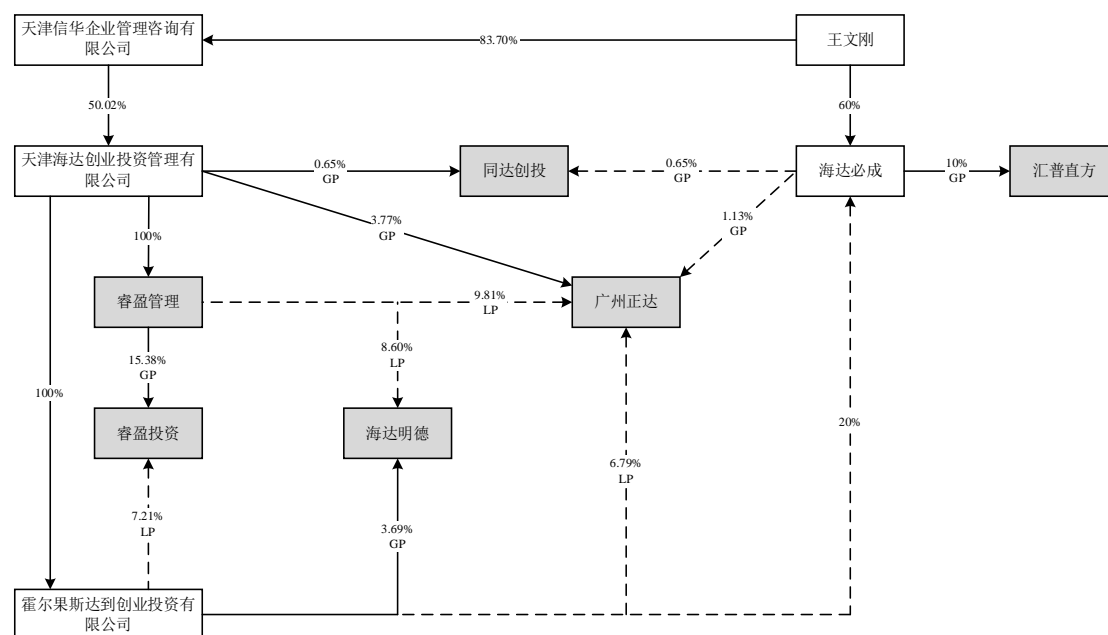 天津信华企业管理咨询有
限公司
83.70%
王文刚
50.02%
60%
天津海达创业投资管理有
限公司
0.65%
GP
同达创投
0.65%
GP
海达必成
10%
GP
汇普直方
3.77%
GP
1.13%
GP
100%
睿盈管理
9.81%
LP
广州正达
15.38%
GP
8.60%
LP
100%
睿盈投资
海达明德
20%
6.79%
LP
7.21%
LP
3.69%
GP
霍尔果斯达到创业投资有
限公司